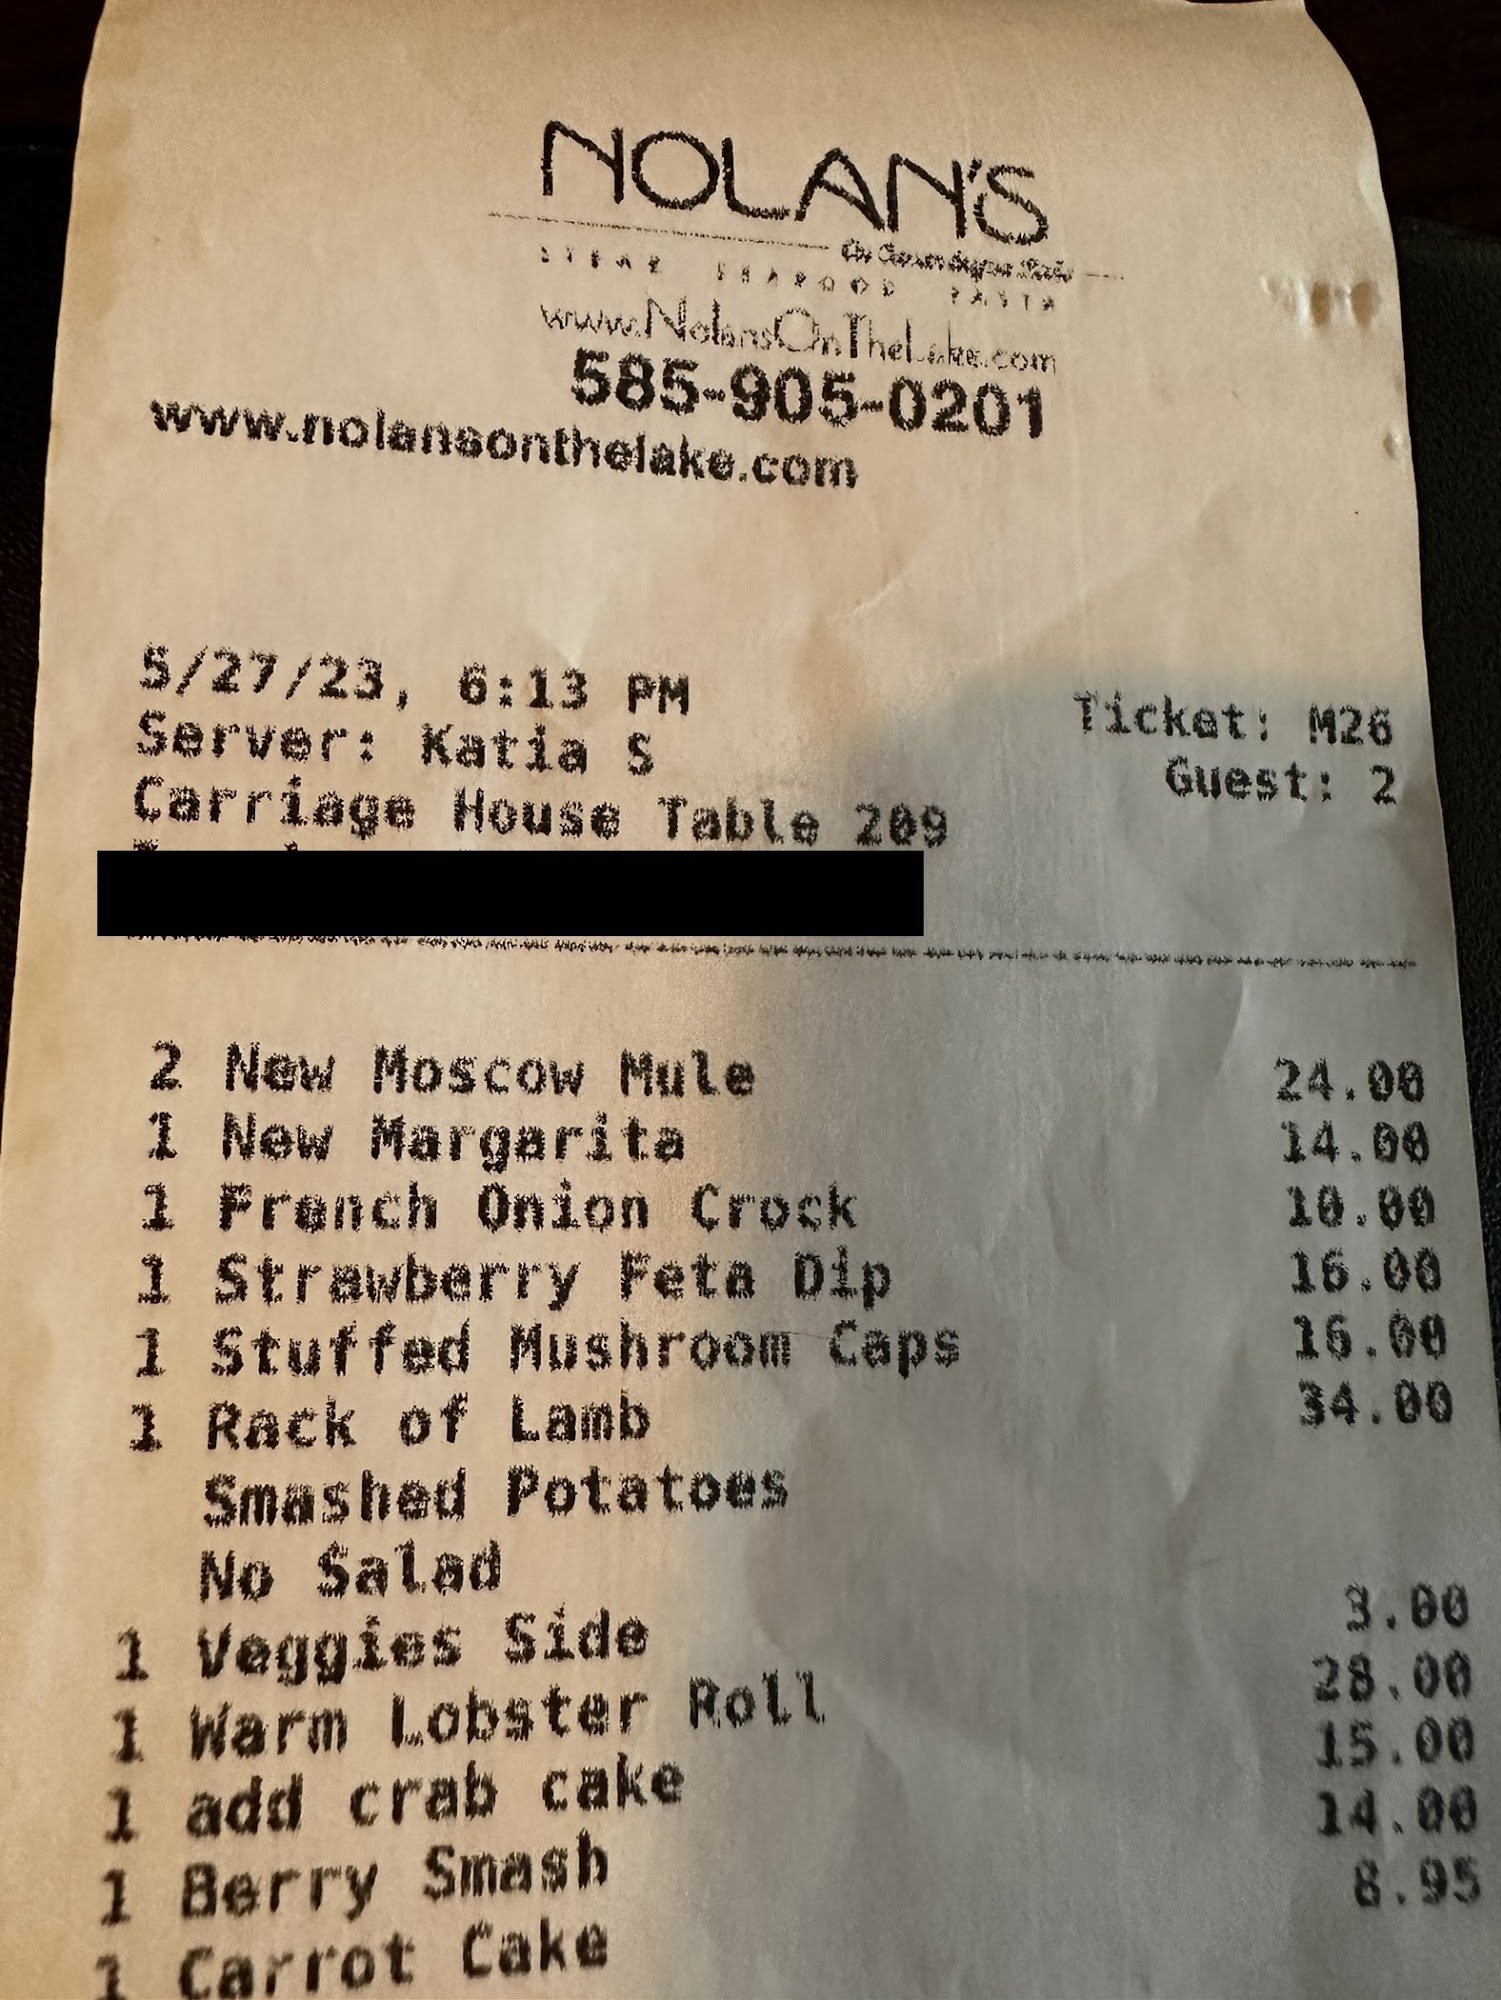 NOLAN'S
STEAK SEAFOOD PASTA
www.NolansOnTheLake.com
585-905-0201
www.nolansonthelake.com
5/27/23, 6:13 PM
Ticket: M26
Server: Katia S
Guest: 2
Carriage House Table 209
2 New Moscow Mule 24.00
1 New Margarita 14.00
1 French Onion Crock 10.00
1 Strawberry Feta Dip 16.00
1 Stuffed Mushroom Caps 16.00
1 Rack of Lamb 34.00
Smashed Potatoes
No Salad
1 Veggies Side 3.00
1 Warm Lobster Roll 28.00
1 add crab cake 15.00
1 Berry Smash 14.00
1 Carrot Cake 8.95